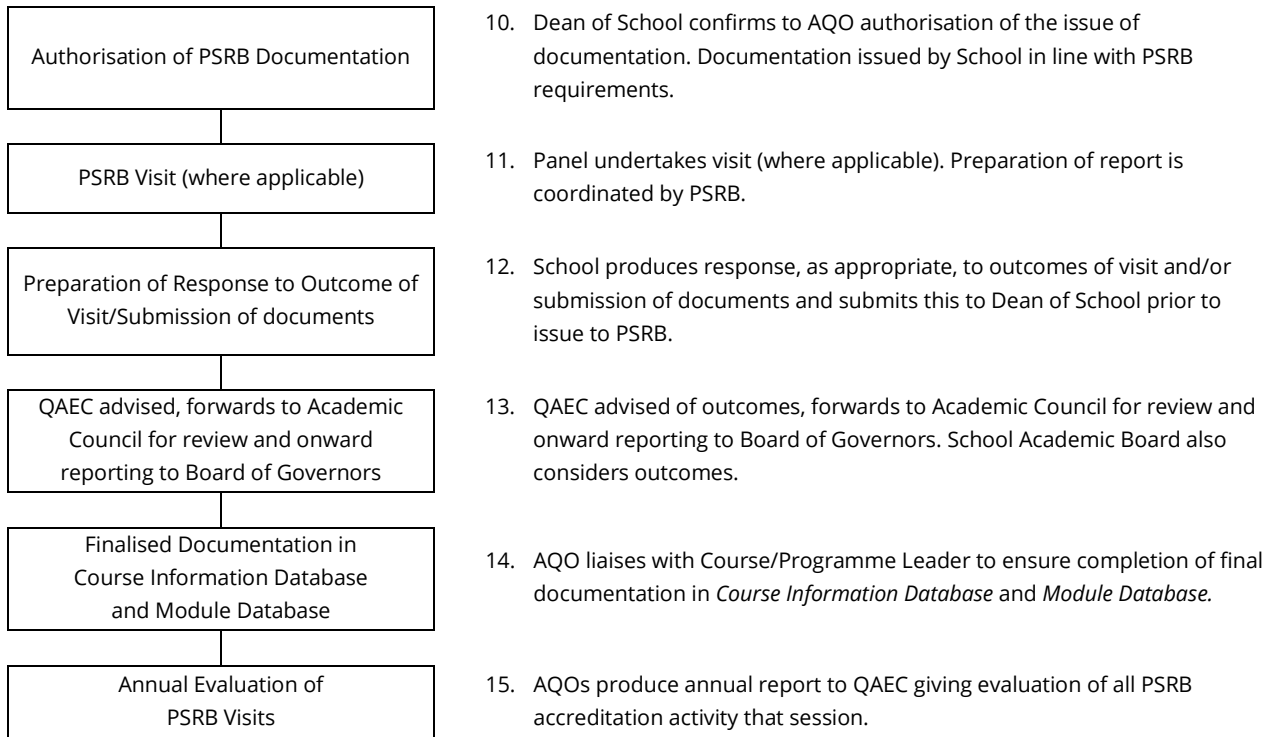 Authorisation of PSRB Documentation
10. Dean of School confirms to AQO authorisation of the issue of
documentation. Documentation issued by School in line with PSRB
requirements.
PSRB Visit (where applicable)
11. Panel undertakes visit (where applicable). Preparation of report is
coordinated by PSRB.
Preparation of Response to Outcome of
Visit/Submission of documents
12. School produces response, as appropriate, to outcomes of visit and/or
submission of documents and submits this to Dean of School prior to
issue to PSRB.
QAEC advised, forwards to Academic
Council for review and onward
reporting to Board of Governors
13. QAEC advised of outcomes, forwards to Academic Council for review and
onward reporting to Board of Governors. School Academic Board also
considers outcomes.
Finalised Documentation in
Course Information Database
and Module Database
14. AQO liaises with Course/Programme Leader to ensure completion of final
documentation in Course Information Database and Module Database.
Annual Evaluation of
PSRB Visits
15. AQOs produce annual report to QAEC giving evaluation of all PSRB
accreditation activity that session.